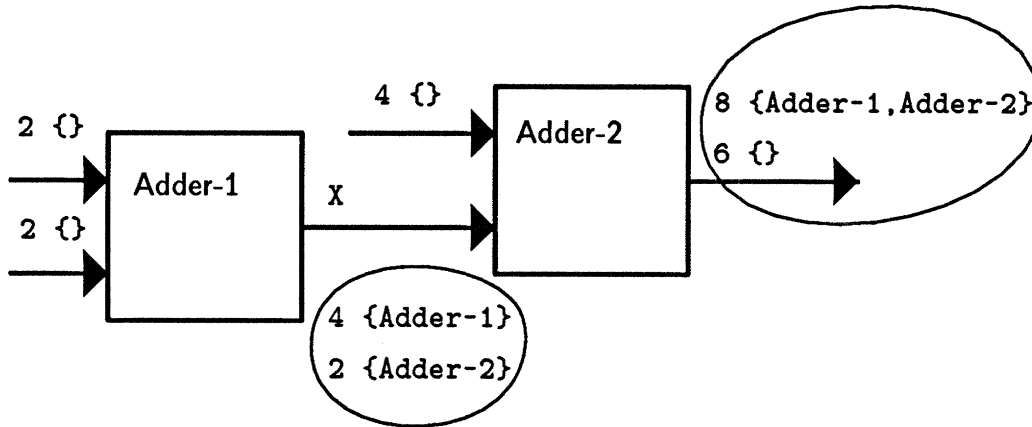 2 {}
Adder-1
2 {}
X
4 {Adder-1}
2 {Adder-2}
4 {}
Adder-2
8 {Adder-1,Adder-2}
6 {}